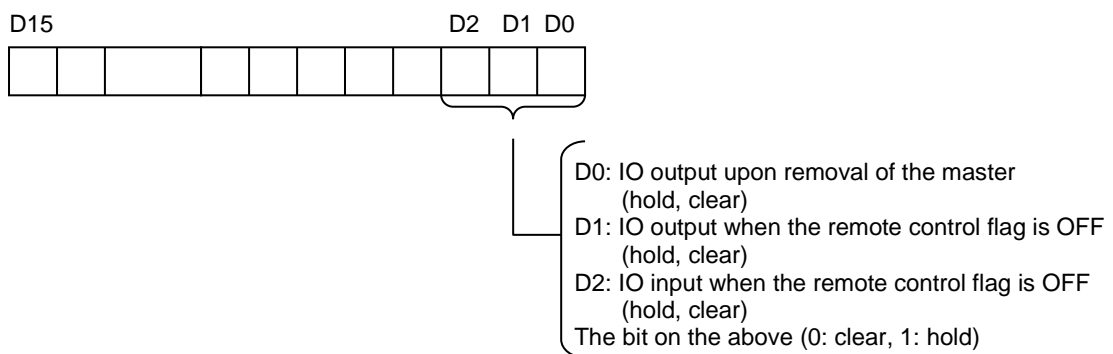 D15 D2 D1 D0
D0: IO output upon removal of the master
(hold, clear)
D1: IO output when the remote control flag is OFF
(hold, clear)
D2: IO input when the remote control flag is OFF
(hold, clear)
The bit on the above (0: clear, 1: hold)